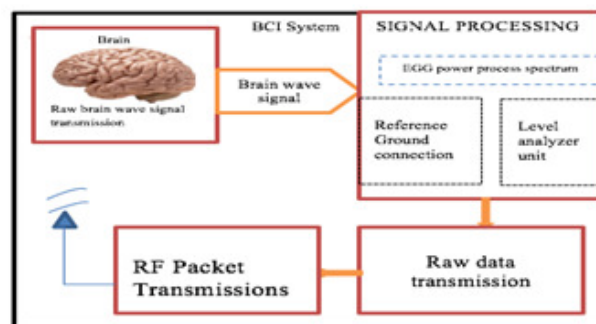 BCI System
Brain
Raw brain wave signal
transmission
Brain wave
signal
SIGNAL PROCESSING
EGG power process spectrum
Reference
Ground
connection
Level
analyzer
unit
Raw data
transmission
RF Packet
Transmissions